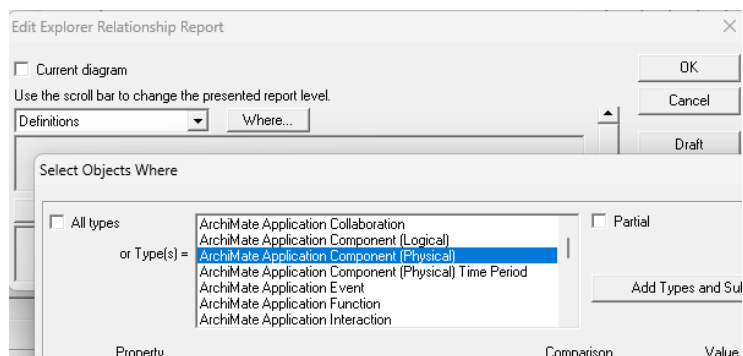 Edit Explorer Relationship Report
Current diagram
OK
Use the scroll bar to change the presented report level.
Cancel
Definitions
Where...
Draft
Select Objects Where
All types
or Type(s) =
ArchiMate Application Collaboration
ArchiMate Application Component (Logical)
ArchiMate Application Component (Physical)
ArchiMate Application Component (Physical) Time Period
ArchiMate Application Event
ArchiMate Application Function
ArchiMate Application Interaction
Partial
Add Types and Su
Property Comparison Value